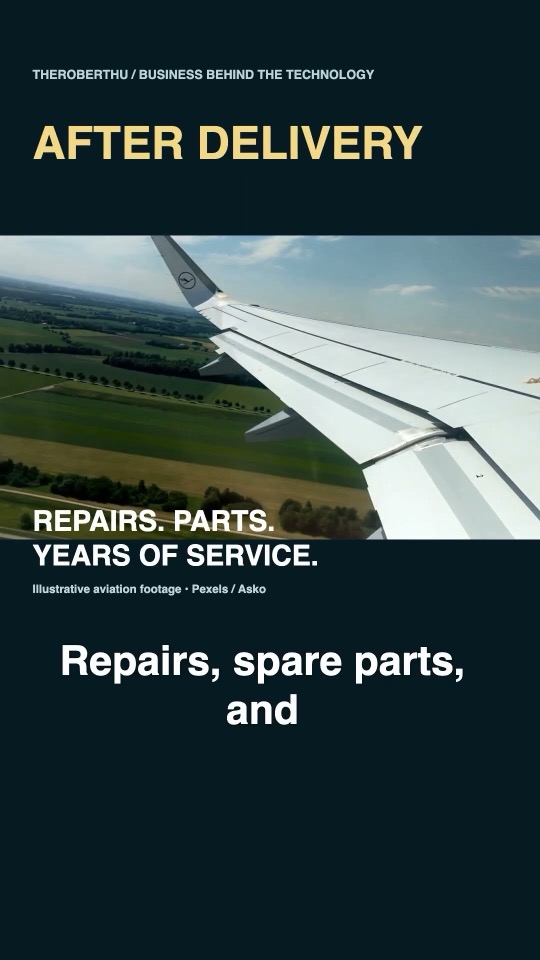 THEROBERTHU / BUSINESS BEHIND THE TECHNOLOGY
AFTER DELIVERY
REPAIRS. PARTS.
YEARS OF SERVICE.
Illustrative aviation footage • Pexels / Asko
Repairs, spare parts,
and